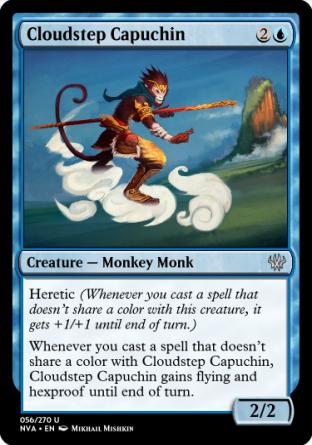 Cloudstep Capuchin 2
Creature — Monkey Monk
Heretic (Whenever you cast a spell that
doesn't share a color with this creature, it
gets +1/+1 until end of turn.)
Whenever you cast a spell that doesn't
share a color with Cloudstep Capuchin,
Cloudstep Capuchin gains flying and
hexproof until end of turn.
2/2
056/270 U
NVA • EN Mikhail Mishkin